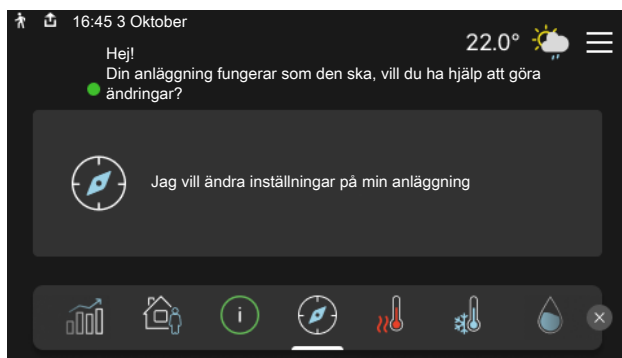 16:45 3 Oktober
22.0°
Hej!
Din anläggning fungerar som den ska, vill du ha hjälp att göra
ändringar?
Jag vill ändra inställningar på min anläggning
i